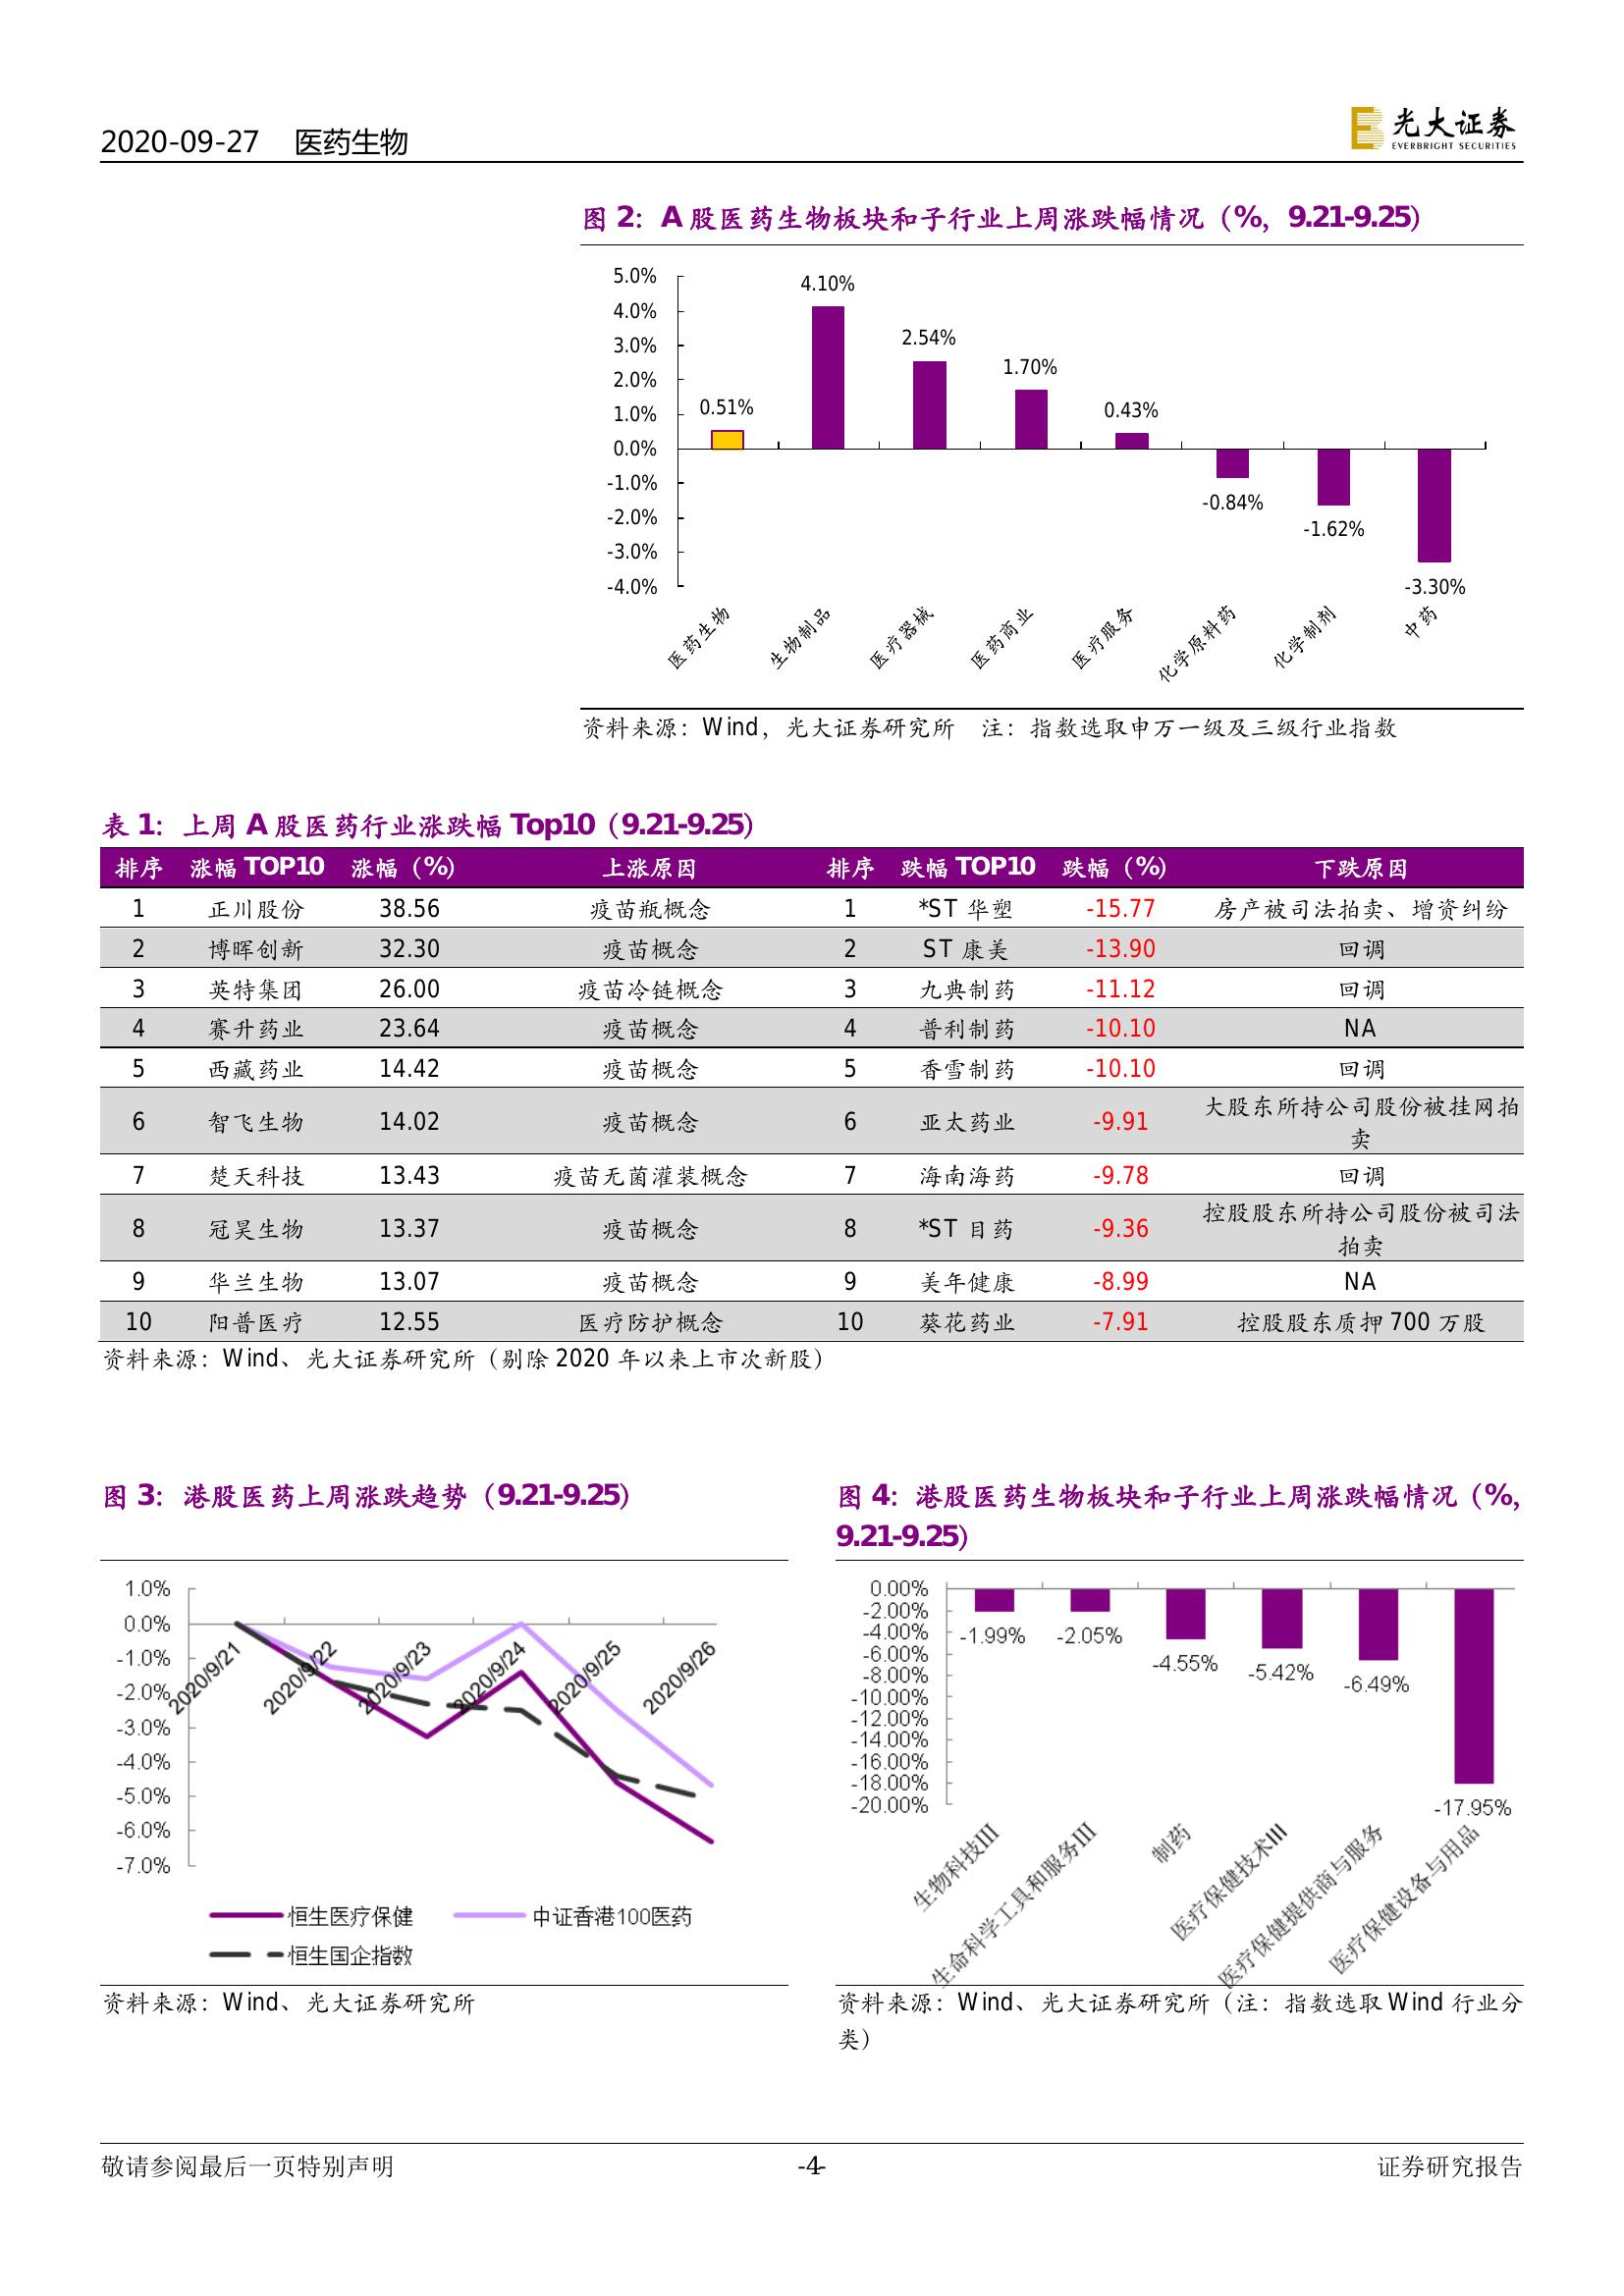 2020-09-27 医药生物
光大证券
EVERBRIGHT SECURITIES
图 2：A 股医药生物板块和子行业上周涨跌幅情况（%，9.21-9.25）
5.0%
4.0%
3.0%
2.0%
1.0%
0.0%
-1.0%
-2.0%
-3.0%
-4.0%
0.51%
4.10%
2.54%
1.70%
0.43%
-0.84%
-1.62%
-3.30%
医药生物
生物制品
医疗器械
医药商业
医疗服务
化学原料药
化学制剂
中药
资料来源：Wind，光大证券研究所 注：指数选取申万一级及三级行业指数
表 1：上周 A 股医药行业涨跌幅 Top10（9.21-9.25）
排序 涨幅 TOP10 涨幅（%） 上涨原因 排序 跌幅 TOP10 跌幅（%） 下跌原因
1 正川股份 38.56 疫苗瓶概念 1 *ST 华塑 -15.77 房产被司法拍卖、增资纠纷
2 博晖创新 32.30 疫苗概念 2 ST 康美 -13.90 回调
3 英特集团 26.00 疫苗冷链概念 3 九典制药 -11.12 回调
4 赛升药业 23.64 疫苗概念 4 普利制药 -10.10 NA
5 西藏药业 14.42 疫苗概念 5 香雪制药 -10.10 回调
6 智飞生物 14.02 疫苗概念 6 亚太药业 -9.91 大股东所持公司股份被挂网拍
卖
7 楚天科技 13.43 疫苗无菌灌装概念 7 海南海药 -9.78 回调
8 冠昊生物 13.37 疫苗概念 8 *ST 目药 -9.36 控股股东所持公司股份被司法
拍卖
9 华兰生物 13.07 疫苗概念 9 美年健康 -8.99 NA
10 阳普医疗 12.55 医疗防护概念 10 葵花药业 -7.91 控股股东质押 700 万股
资料来源：Wind、光大证券研究所（剔除 2020 年以来上市次新股）
图 3：港股医药上周涨跌趋势（9.21-9.25）
1.0%
0.0%
-1.0%
-2.0%
-3.0%
-4.0%
-5.0%
-6.0%
-7.0%
2020/9/21
2020/9/22
2020/9/23
2020/9/24
2020/9/25
2020/9/26
恒生医疗保健
中证香港100医药
恒生国企指数
资料来源：Wind、光大证券研究所
图 4：港股医药生物板块和子行业上周涨跌幅情况（%，
9.21-9.25）
0.00%
-2.00%
-4.00%
-6.00%
-8.00%
-10.00%
-12.00%
-14.00%
-16.00%
-18.00%
-20.00%
-1.99%
-2.05%
-4.55%
-5.42%
-6.49%
-17.95%
生物科技III
生命科学工具和服务III
制药
医疗保健技术III
医疗保健提供商与服务
医疗保健设备与用品
资料来源：Wind、光大证券研究所（注：指数选取 Wind 行业分
类）
敬请参阅最后一页特别声明
-4-
证券研究报告